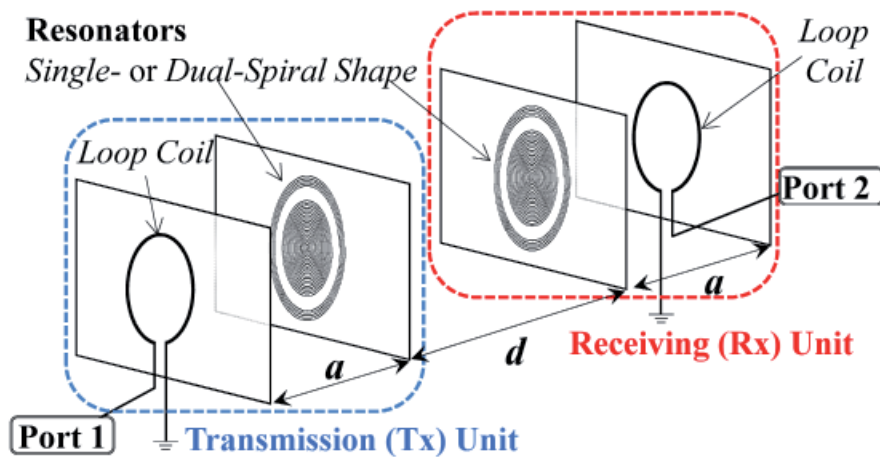 Resonators
Single- or Dual-Spiral Shape
Loop
Coil
Loop Coil
Port 2
a
Receiving (Rx) Unit
d
a
Port 1
Transmission (Tx) Unit